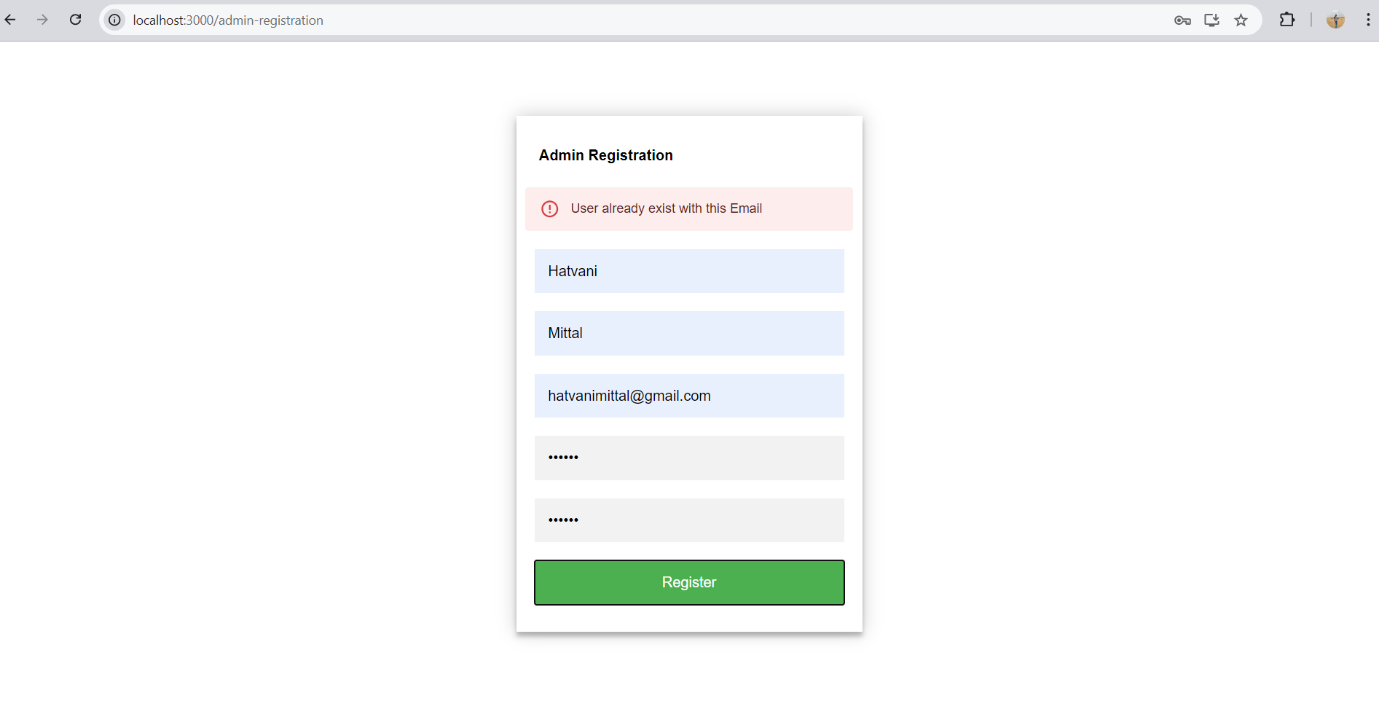 localhost:3000/admin-registration
Admin Registration
User already exist with this Email
Hatvani
Mittal
hatvanimittal@gmail.com
••••••
••••••
Register